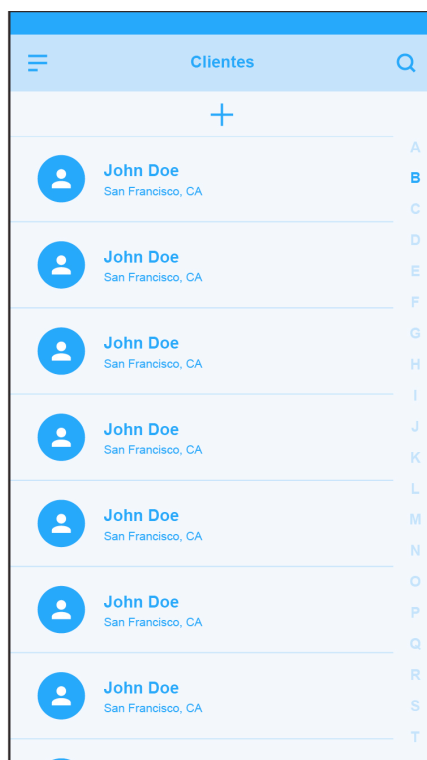 Clientes
John Doe
San Francisco, CA
John Doe
San Francisco, CA
John Doe
San Francisco, CA
John Doe
San Francisco, CA
John Doe
San Francisco, CA
John Doe
San Francisco, CA
John Doe
San Francisco, CA
A
B
C
D
E
F
G
H
I
J
K
L
M
N
O
P
Q
R
S
T